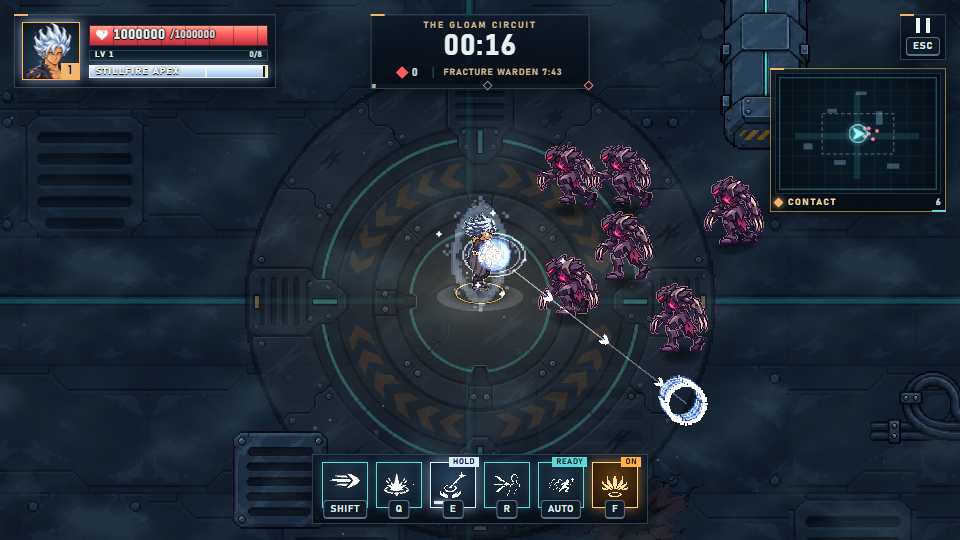 1000000 /1000000
LV 1
0/8
1
STILLFIRE APEX
THE GLOAM CIRCUIT
00:16
0
FRACTURE WARDEN 7:43
ESC
CONTACT
6
HOLD
READY
ON
SHIFT
Q
E
R
AUTO
F